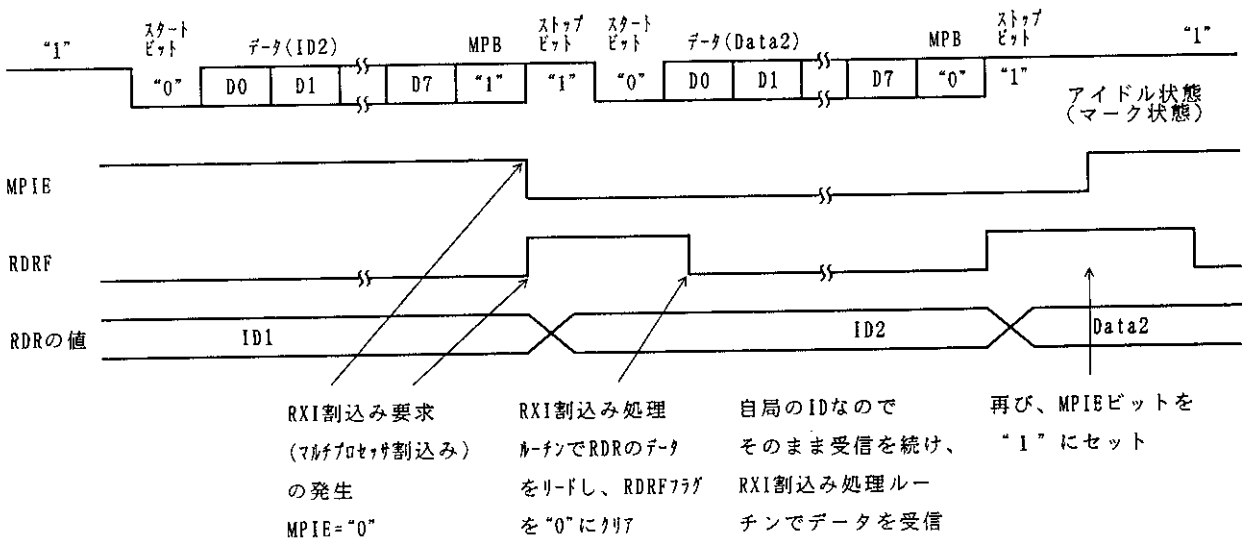 “1”
スタート
ビット
データ(ID2)
MPB
ストップ
ビット
スタート
ビット
データ(Data2)
MPB
ストップ
ビット
“1”
“0” D0 D1 D7 “1” “1” “0” D0 D1 D7 “0” “1”
アイドル状態
(マーク状態)
MPIE
RDRF
RDRの値 ID1 ID2 Data2
RXI割込み要求
(マルチプロセッサ割込み)
の発生
MPIE=“0”
RXI割込み処理
ルーチンでRDRのデータ
をリードし、RDRFフラグ
を“0”にクリア
自局のIDなので
そのまま受信を続け、
RXI割込み処理ルー
チンでデータを受信
再び、MPIEビットを
“1”にセット